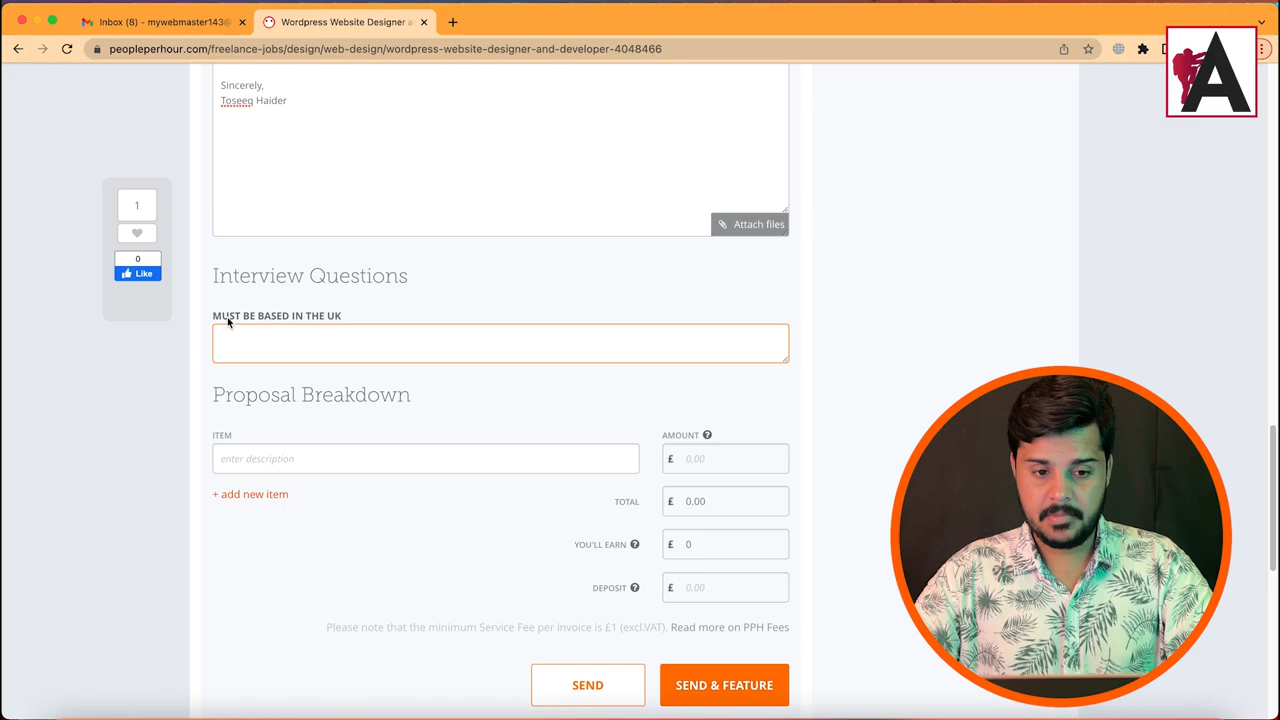 Inbox (8) - mywebmaster143@
Wordpress Website Designer a
peopleperhour.com/freelance-jobs/design/web-design/wordpress-website-designer-and-developer-4048466
A
Sincerely,
Toseeq Haider
Attach files
1
0
Like
Interview Questions
MUST BE BASED IN THE UK
Proposal Breakdown
ITEM
AMOUNT ?
enter description
£ 0.00
+ add new item
TOTAL
£ 0.00
YOU'LL EARN ?
£ 0
DEPOSIT ?
£ 0.00
Please note that the minimum Service Fee per invoice is £1 (excl.VAT). Read more on PPH Fees
SEND
SEND & FEATURE